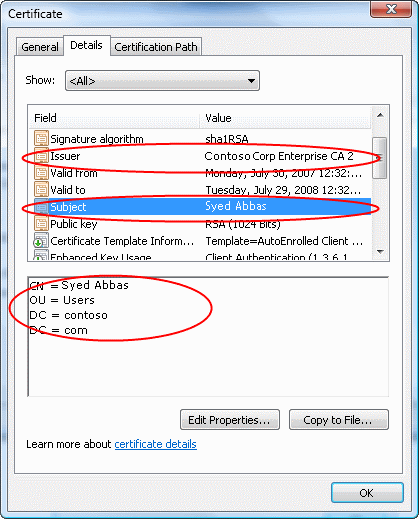 Certificate
General Details Certification Path
Show: <All>
Field Value
Signature algorithm sha1RSA
Issuer Contoso Corp Enterprise CA 2
Valid from Monday, July 30, 2007 12:32:...
Valid to Tuesday, July 29, 2008 12:32...
Subject Syed Abbas
Public key RSA (1024 Bits)
Certificate Template Inform... Template=AutoEnrolled Client ...
Enhanced Key Usage Client Authentication (1.3.6.1
CN = Syed Abbas
OU = Users
DC = contoso
DC = com
Edit Properties... Copy to File...
Learn more about certificate details
OK